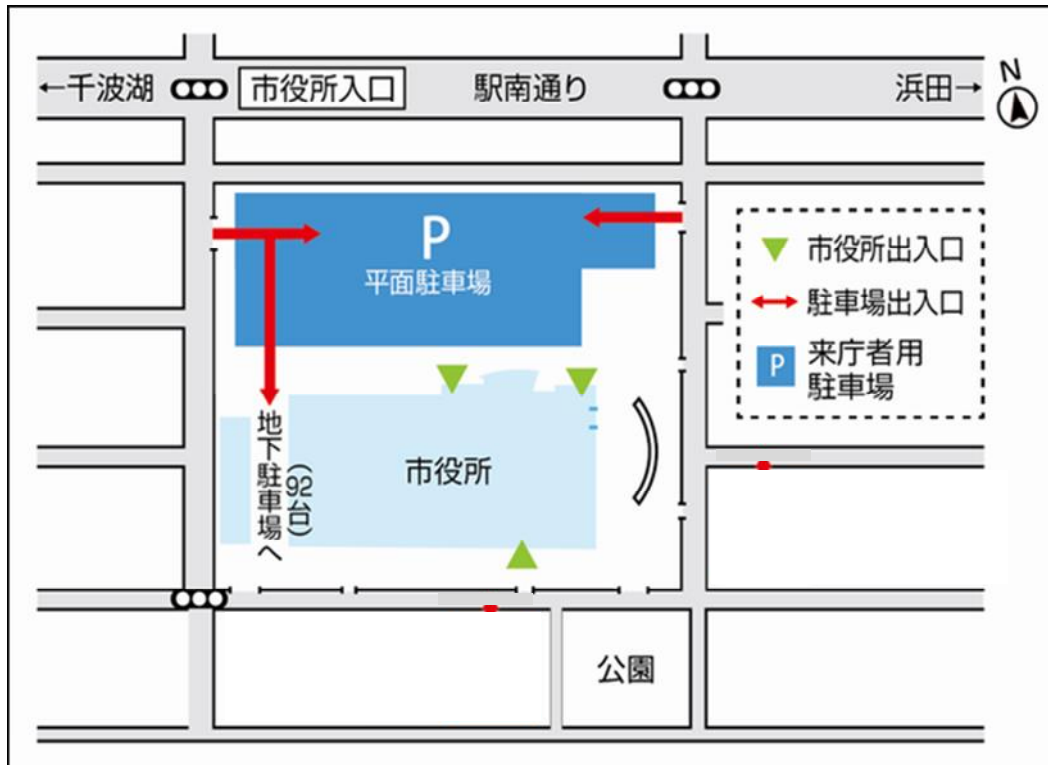 ←千波湖
市役所入口
駅南通り
浜田→
N
P
平面駐車場
市役所出入口
駐車場出入口
P
来庁者用
駐車場
地下駐車場へ
(92台)
市役所
公園